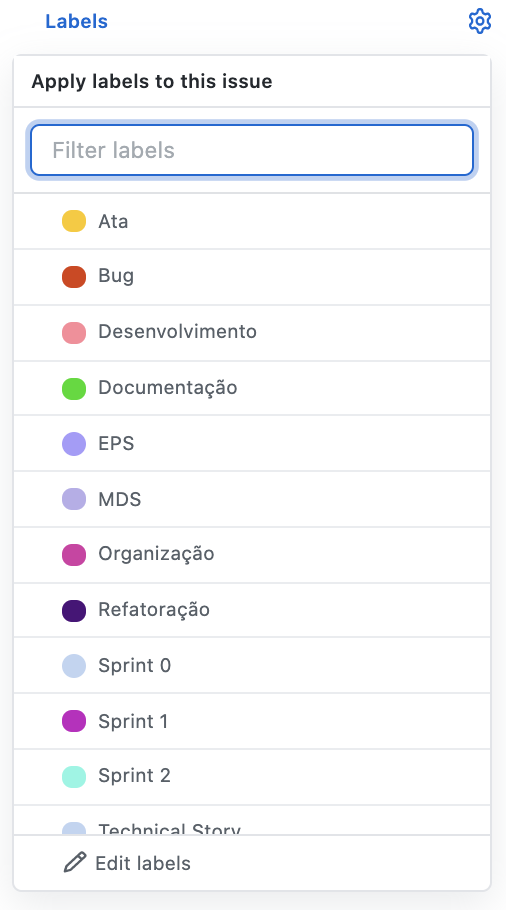 Labels
Apply labels to this issue
Filter labels
Ata
Bug
Desenvolvimento
Documentação
EPS
MDS
Organização
Refatoração
Sprint 0
Sprint 1
Sprint 2
Technical Story
Edit labels